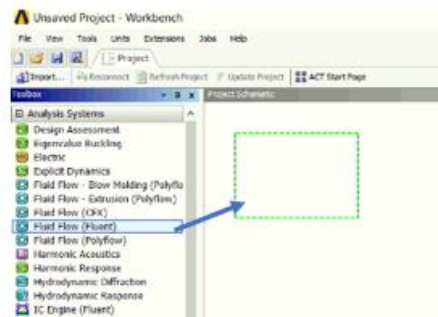 Unsaved Project - Workbench
File View Tools Units Extensions Jobs Help
Project
Import... Reconnect Refresh Project Update Project ACT Start Page
Toolbox
Project Schematic
Analysis Systems
Design Assessment
Eigenvalue Buckling
Electric
Explicit Dynamics
Fluid Flow - Blow Molding (Polyflo
Fluid Flow - Extrusion (Polyflow)
Fluid Flow (CFX)
Fluid Flow (Fluent)
Fluid Flow (Polyflow)
Harmonic Acoustics
Harmonic Response
Hydrodynamic Diffraction
Hydrodynamic Response
IC Engine (Fluent)